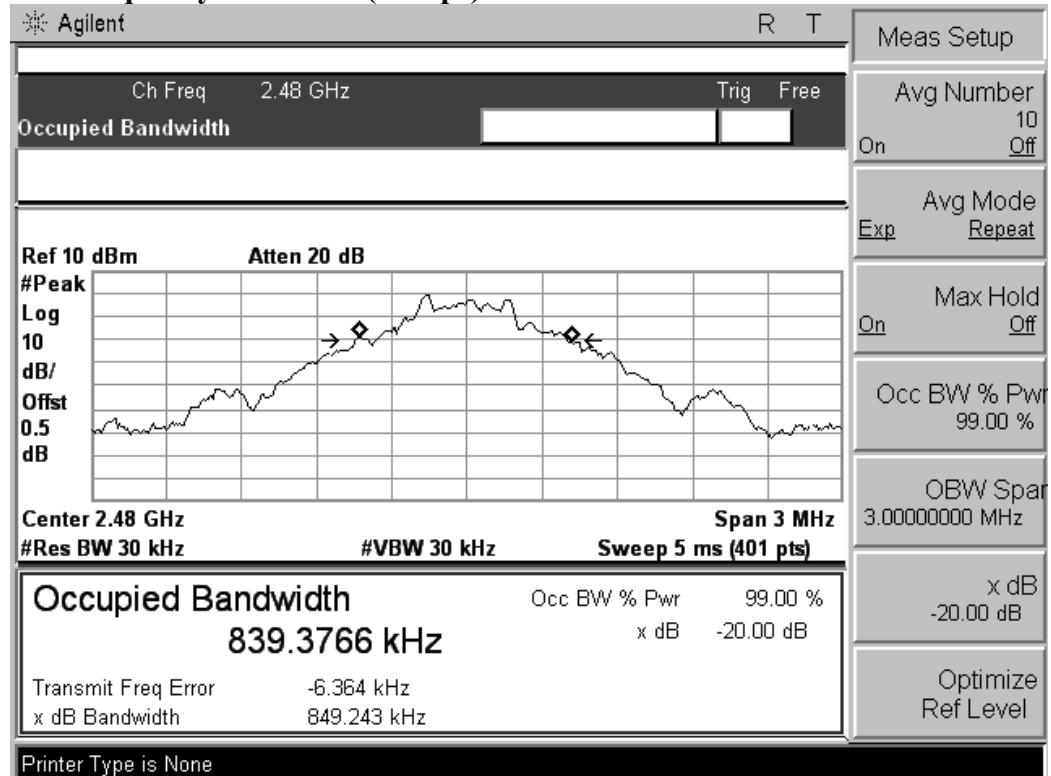 Agilent R T
Ch Freq 2.48 GHz Trig Free
Occupied Bandwidth
Ref 10 dBm Atten 20 dB
#Peak
Log
10
dB/
Offst
0.5
dB
Center 2.48 GHz Span 3 MHz
#Res BW 30 kHz #VBW 30 kHz Sweep 5 ms (401 pts)
Occupied Bandwidth
839.3766 kHz
Occ BW % Pwr 99.00 %
x dB -20.00 dB
Transmit Freq Error -6.364 kHz
x dB Bandwidth 849.243 kHz
Printer Type is None
Meas Setup
Avg Number
10
On Off
Avg Mode
Exp Repeat
Max Hold
On Off
Occ BW % Pwr
99.00 %
OBW Span
3.00000000 MHz
x dB
-20.00 dB
Optimize
Ref Level